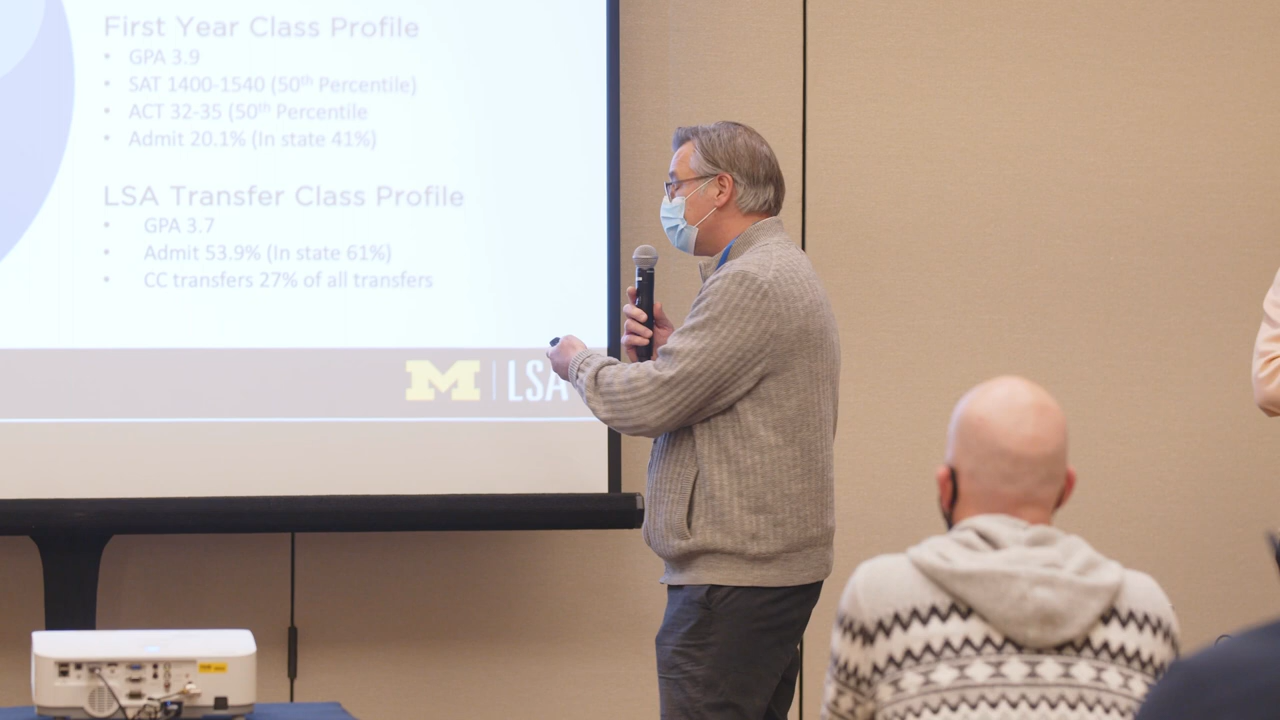 First Year Class Profile
• GPA 3.9
• SAT 1400-1540 (50th Percentile)
• ACT 32-35 (50th Percentile
• Admit 20.1% (In state 41%)
LSA Transfer Class Profile
• GPA 3.7
• Admit 53.9% (In state 61%)
• CC transfers 27% of all transfers
M | LSA